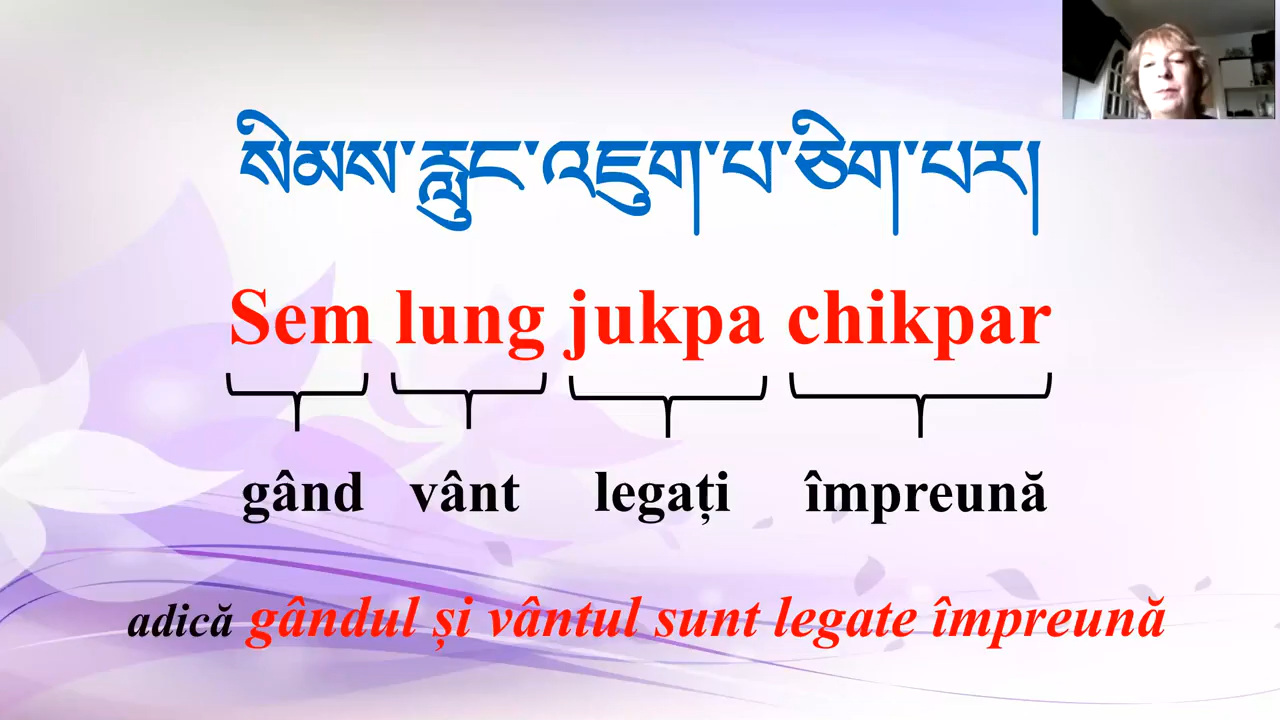 སེམས་རླུང་འཇུག་པ་ཅིག་པར།
Sem lung jukpa chikpar
gând vânt legați împreună
adică gândul și vântul sunt legate împreună